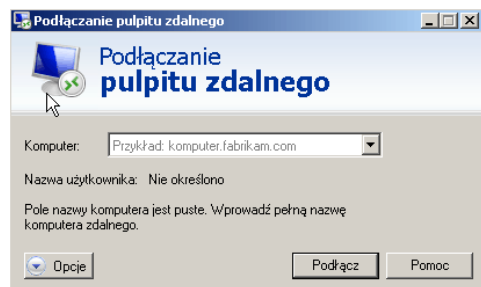 Podłączanie pulpitu zdalnego
Podłączanie
pulpitu zdalnego
Komputer: Przykład: komputer.fabrikam.com
Nazwa użytkownika: Nie określono
Pole nazwy komputera jest puste. Wprowadź pełną nazwę
komputera zdalnego.
Opcje Podłącz Pomoc